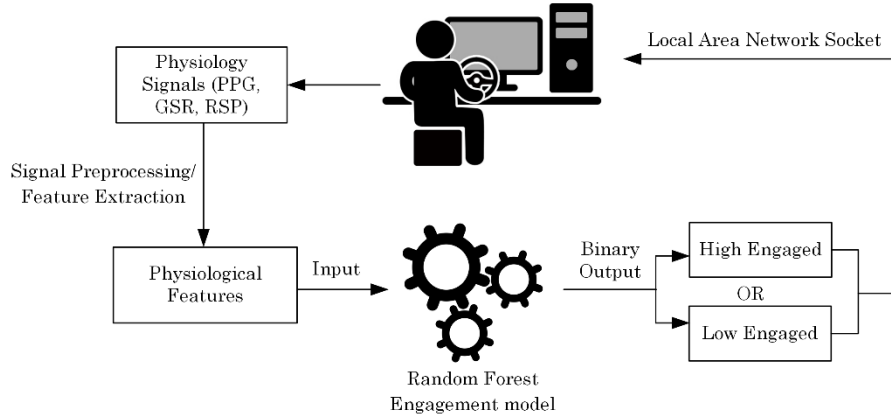 Local Area Network Socket
Physiology
Signals (PPG,
GSR, RSP)
Signal Preprocessing/
Feature Extraction
Physiological
Features
Input
Random Forest
Engagement model
Binary
Output
High Engaged
OR
Low Engaged